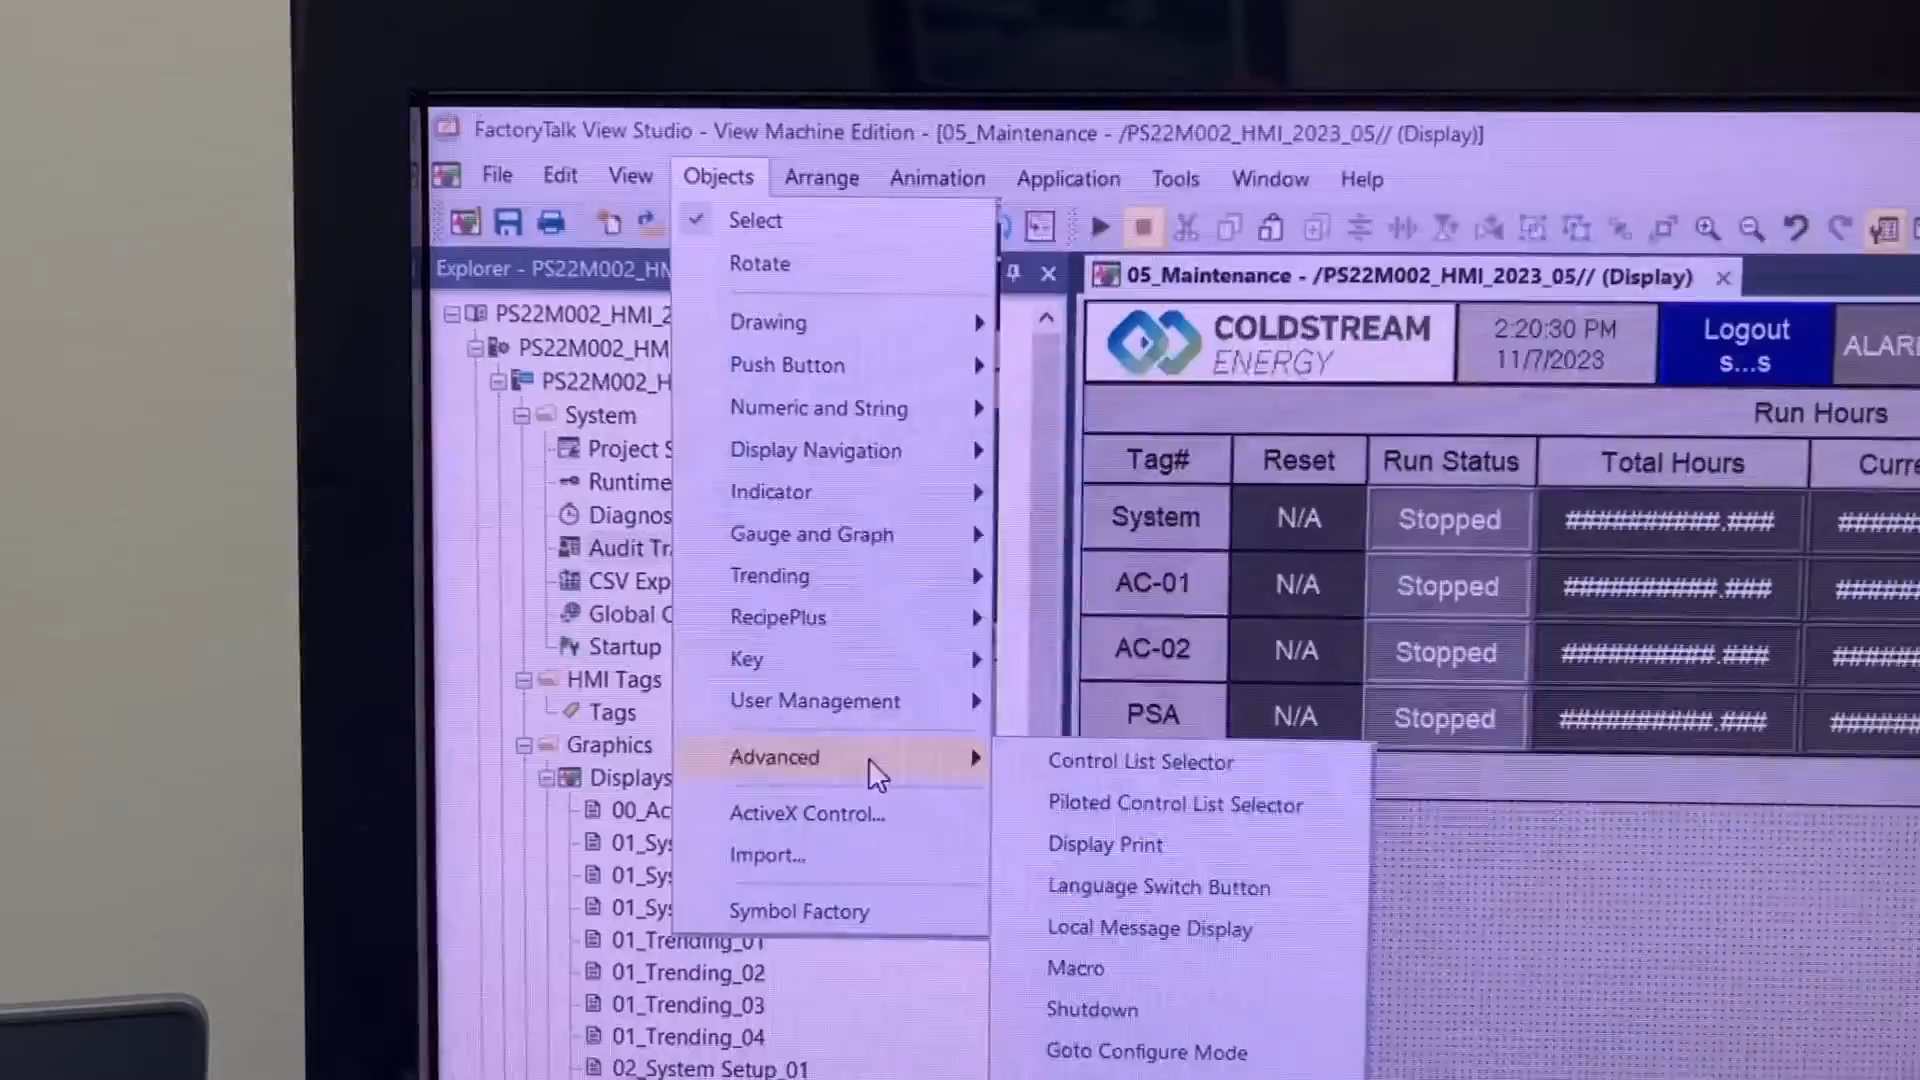 FactoryTalk View Studio - View Machine Edition - [05_Maintenance - /PS22M002_HMI_2023_05// (Display)]
File Edit View Objects Arrange Animation Application Tools Window Help
Explorer - PS22M002_HM
05_Maintenance - /PS22M002_HMI_2023_05// (Display)
PS22M002_HMI_2
PS22M002_HM
PS22M002_H
System
Project S
Runtime
Diagnos
Audit Tr
CSV Exp
Global
Startup
HMI Tags
Tags
Graphics
Displays
00_Ac
01_Sys
01_Sys
01_Sys
01_Trending_01
01_Trending_02
01_Trending_03
01_Trending_04
02_System Setup_01
Select
Rotate
Drawing
Push Button
Numeric and String
Display Navigation
Indicator
Gauge and Graph
Trending
RecipePlus
Key
User Management
Advanced
ActiveX Control...
Import...
Symbol Factory
Control List Selector
Piloted Control List Selector
Display Print
Language Switch Button
Local Message Display
Macro
Shutdown
Goto Configure Mode
COLDSTREAM
ENERGY
2:20:30 PM
11/7/2023
Logout
s...s
ALAR
Run Hours
Tag# Reset Run Status Total Hours Curre
System N/A Stopped ###########.### ######
AC-01 N/A Stopped ###########.### ######
AC-02 N/A Stopped ###########.### ######
PSA N/A Stopped ###########.### ######